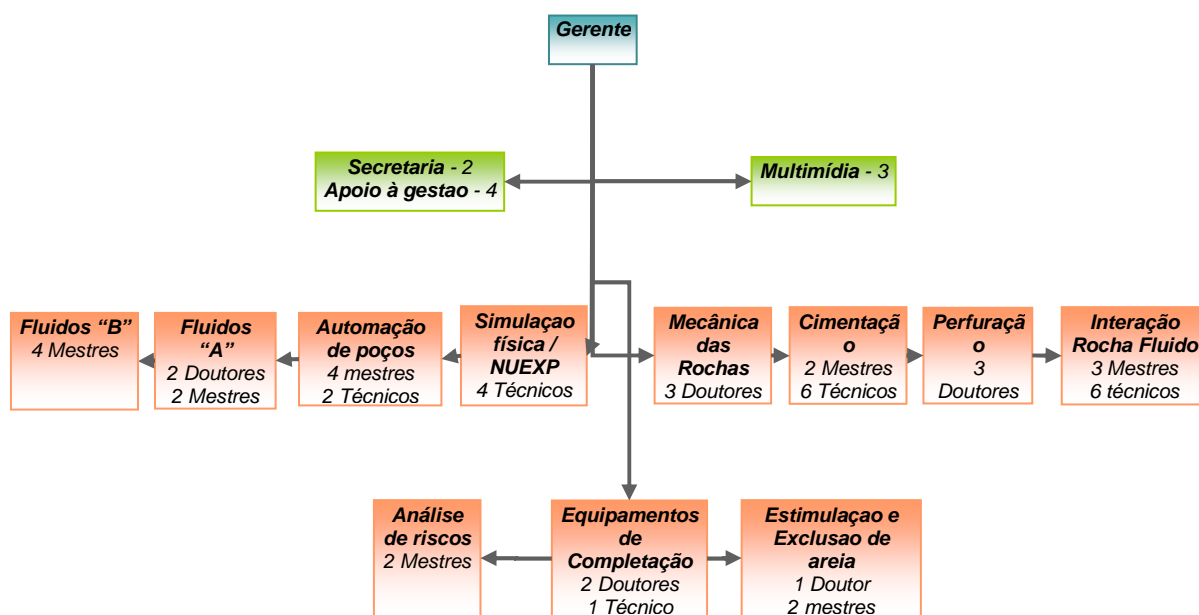 Gerente
Secretaria - 2
Apoio à gestao - 4
Multimídia - 3
Fluidos “B”
4 Mestres
Fluidos
“A”
2 Doutores
2 Mestres
Automação
de poços
4 mestres
2 Técnicos
Simulaçao
física /
NUEXP
4 Técnicos
Mecânica
das
Rochas
3 Doutores
Cimentaçã
o
2 Mestres
6 Técnicos
Perfuraçã
o
3
Doutores
Interação
Rocha Fluido
3 Mestres
6 técnicos
Análise
de riscos
2 Mestres
Equipamentos
de
Completação
2 Doutores
1 Técnico
Estimulaçao e
Exclusao de
areia
1 Doutor
2 mestres